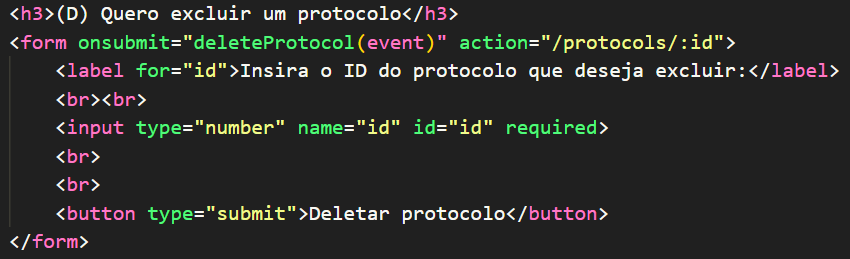 <h3>(D) Quero excluir um protocolo</h3>
<form onsubmit="deleteProtocol(event)" action="/protocols/:id">
    <label for="id">Insira o ID do protocolo que deseja excluir:</label>
    <br><br>
    <input type="number" name="id" id="id" required>
    <br>
    <br>
    <button type="submit">Deletar protocolo</button>
</form>